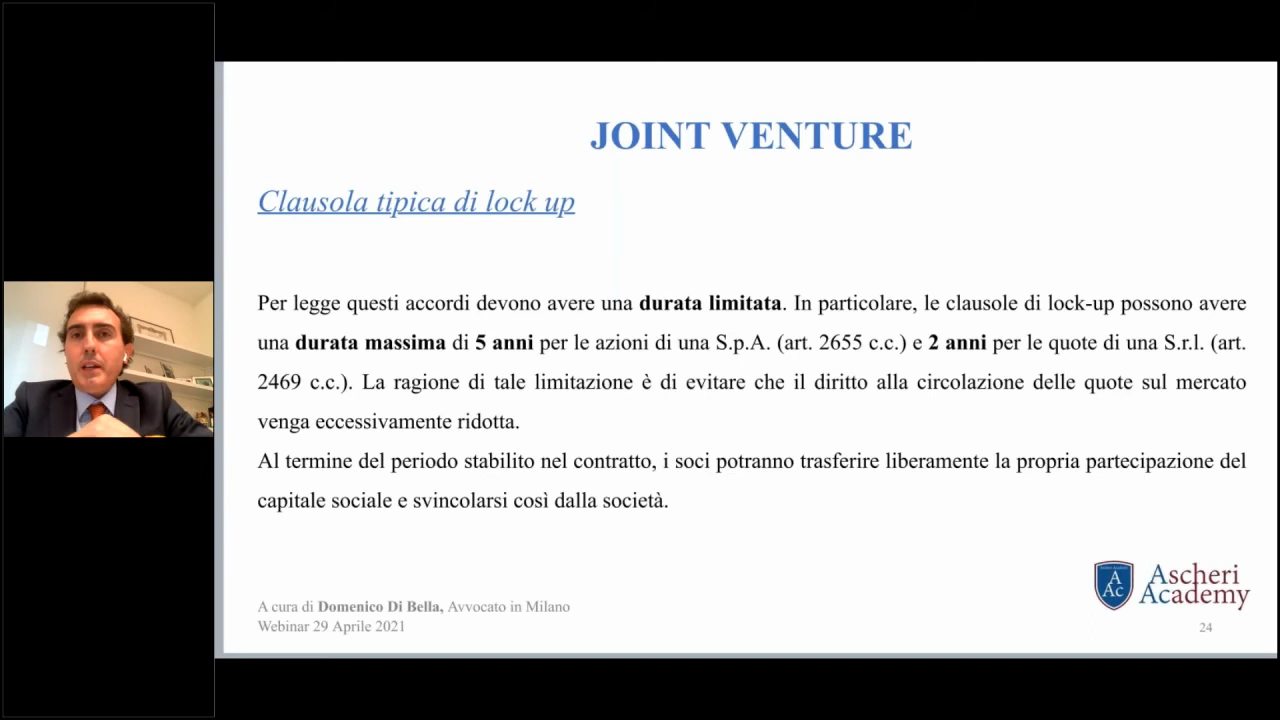 JOINT VENTURE
Clausola tipica di lock up
Per legge questi accordi devono avere una durata limitata. In particolare, le clausole di lock-up possono avere
una durata massima di 5 anni per le azioni di una S.p.A. (art. 2655 c.c.) e 2 anni per le quote di una S.r.l. (art.
2469 c.c.). La ragione di tale limitazione è di evitare che il diritto alla circolazione delle quote sul mercato
venga eccessivamente ridotta.
Al termine del periodo stabilito nel contratto, i soci potranno trasferire liberamente la propria partecipazione del
capitale sociale e svincolarsi così dalla società.
A
Ac
Ascheri
Academy
A cura di Domenico Di Bella, Avvocato in Milano
Webinar 29 Aprile 2021
24